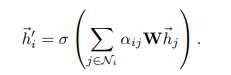 $$\vec{h}'_i = \sigma \left( \sum_{j \in \mathcal{N}_i} \alpha_{ij} \mathbf{W} \vec{h}_j \right).$$